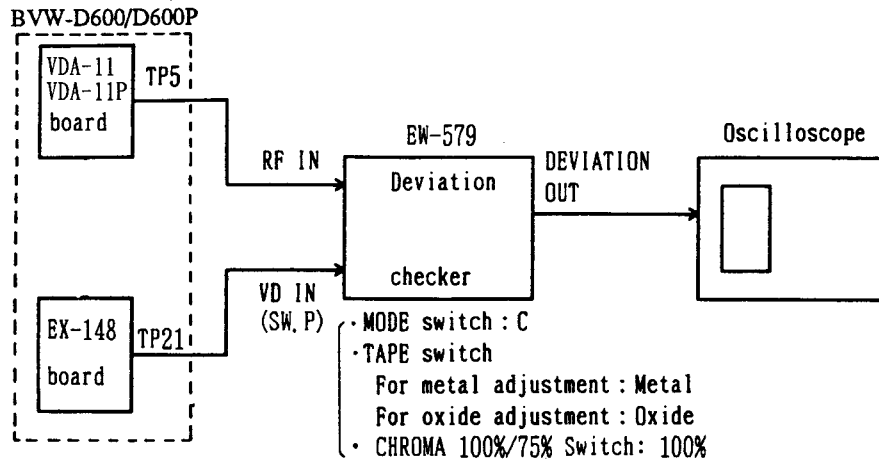 BVW-D600/D600P
VDA-11
VDA-11P
board
TP5
RF IN
EW-579
Deviation
checker
DEVIATION
OUT
Oscilloscope
EX-148
board
TP21
VD IN
(SW. P)
· MODE switch : C
· TAPE switch
For metal adjustment : Metal
For oxide adjustment : Oxide
· CHROMA 100%/75% Switch: 100%